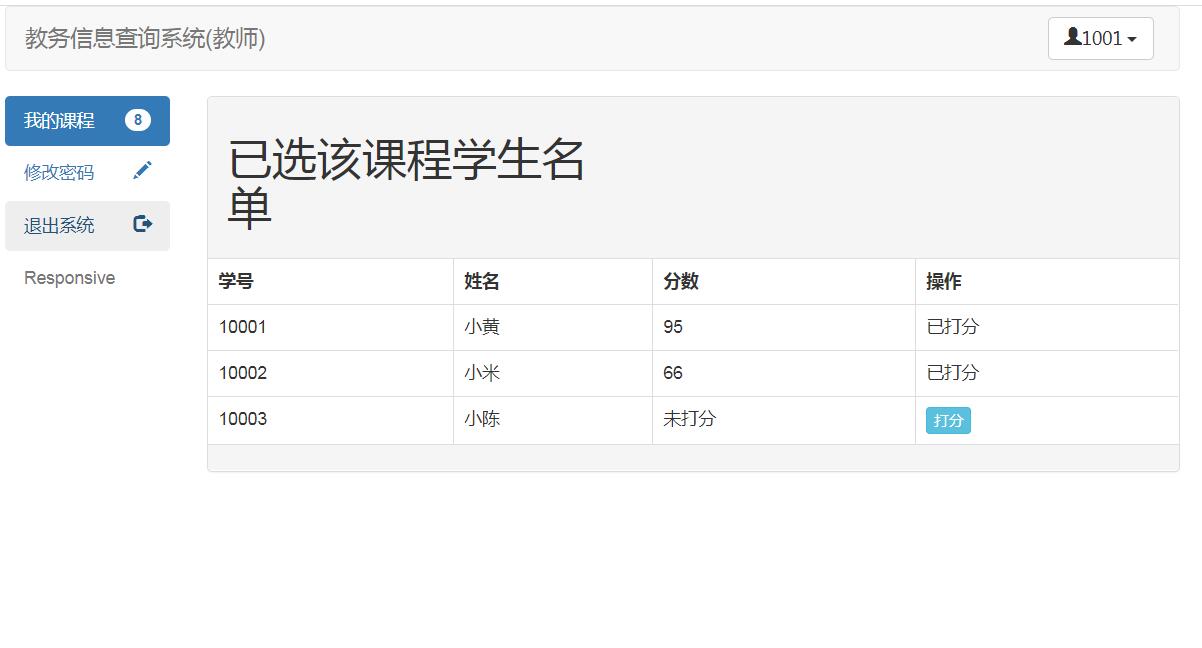 教务信息查询系统(教师)
1001
我的课程 8
修改密码
退出系统
Responsive
已选该课程学生名
单
学号 姓名 分数 操作
10001 小黄 95 已打分
10002 小米 66 已打分
10003 小陈 未打分 打分